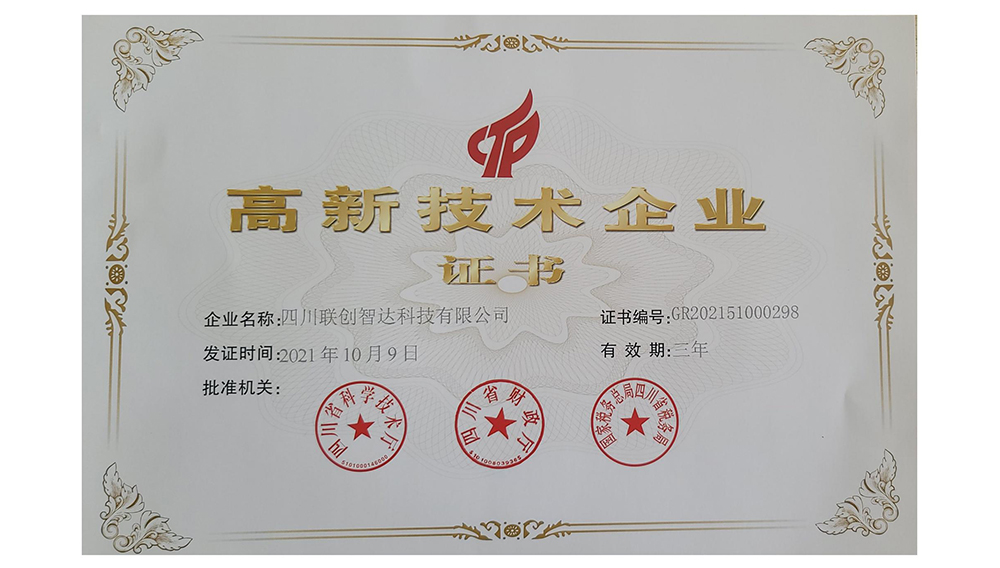 高新技术企业
证书
企业名称:四川联创智达科技有限公司
证书编号:GR202151000298
发证时间:2021年10月9日
有效期:三年
批准机关:
四川省科学技术厅
5101000146000
四川省财政厅
国家税务总局四川省税务局